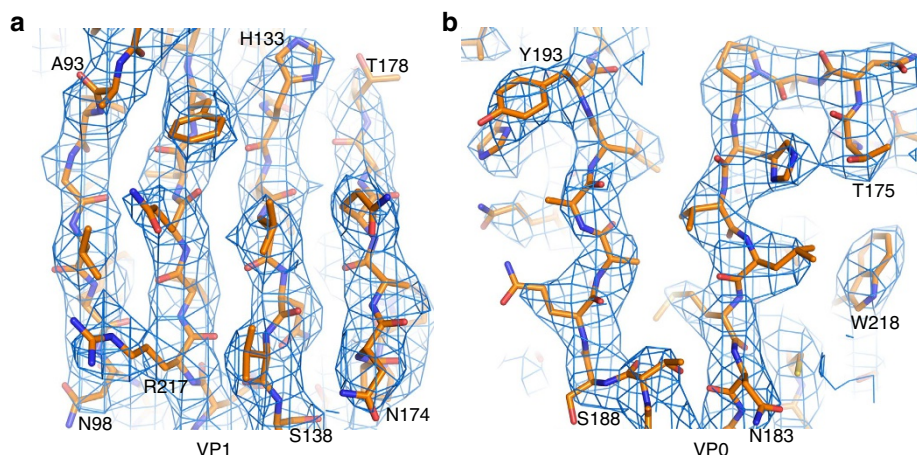 a
b
H133
A93
T178
Y193
T175
W218
R217
N98
S138
N174
S188
N183
VP1
VP0